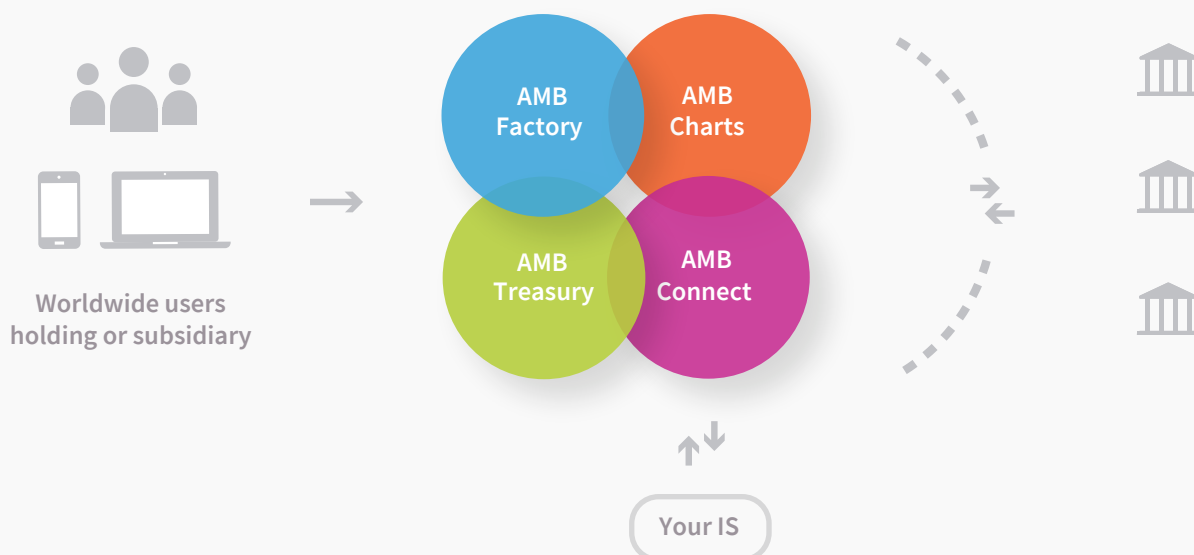 AMB
Factory
AMB
Charts
AMB
Treasury
AMB
Connect
Worldwide users
holding or subsidiary
Your IS